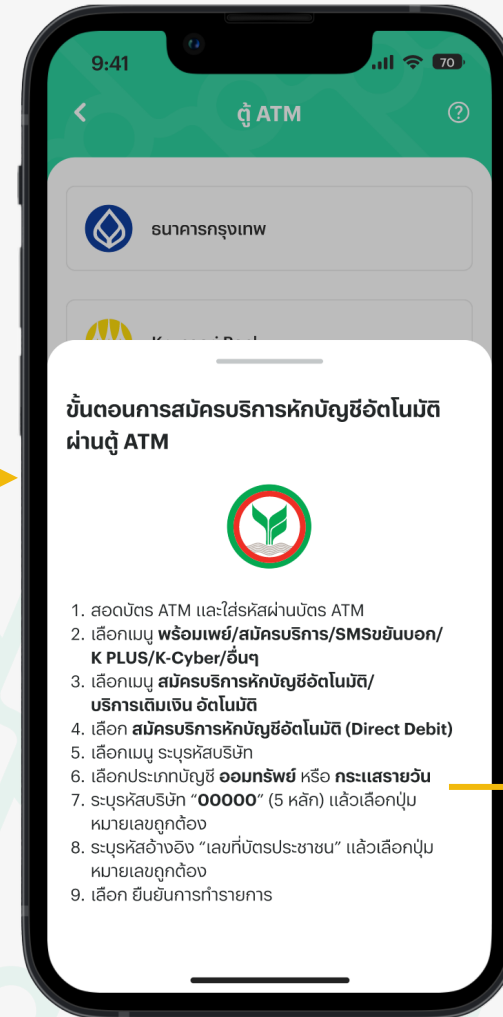 9:41
70
ตู้ ATM
?
ธนาคารกรุงเทพ
ขั้นตอนการสมัครบริการหักบัญชีอัตโนมัติ
ผ่านตู้ ATM
1. สอดบัตร ATM และใส่รหัสผ่านบัตร ATM
2. เลือกเมนู พร้อมเพย์/สมัครบริการ/SMSขยันบอก/
K PLUS/K-Cyber/อื่นๆ
3. เลือกเมนู สมัครบริการหักบัญชีอัตโนมัติ/
บริการเติมเงิน อัตโนมัติ
4. เลือก สมัครบริการหักบัญชีอัตโนมัติ (Direct Debit)
5. เลือกเมนู ระบุรหัสบริษัท
6. เลือกประเภทบัญชี ออมทรัพย์ หรือ กระแสรายวัน
7. ระบุรหัสบริษัท “00000” (5 หลัก) แล้วเลือกปุ่ม
หมายเลขถูกต้อง
8. ระบุรหัสอ้างอิง “เลขที่บัตรประชาชน” แล้วเลือกปุ่ม
หมายเลขถูกต้อง
9. เลือก ยืนยันการทำรายการ